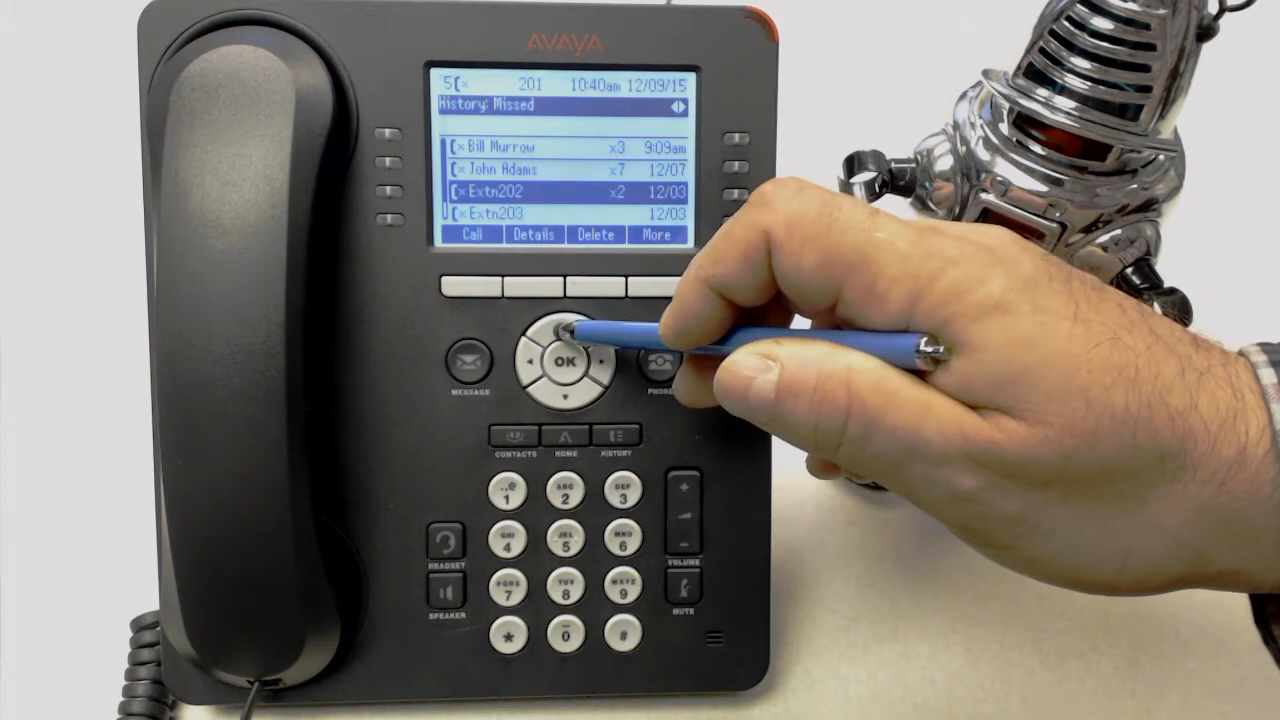 AVAYA
5 201 10:40am 12/09/15
History: Missed
Bill Murrow x3 9:09am
John Adams x7 12/07
Extn202 x2 12/03
Extn203 12/03
Call Details Delete More
OK
MESSAGE PHONE
CONTACTS HOME HISTORY
.,@ ABC DEF
1 2 3
GHI JKL MNO
4 5 6
PQRS TUV WXYZ
7 8 9
* 0 #
+
-
HEADSET VOLUME
SPEAKER MUTE